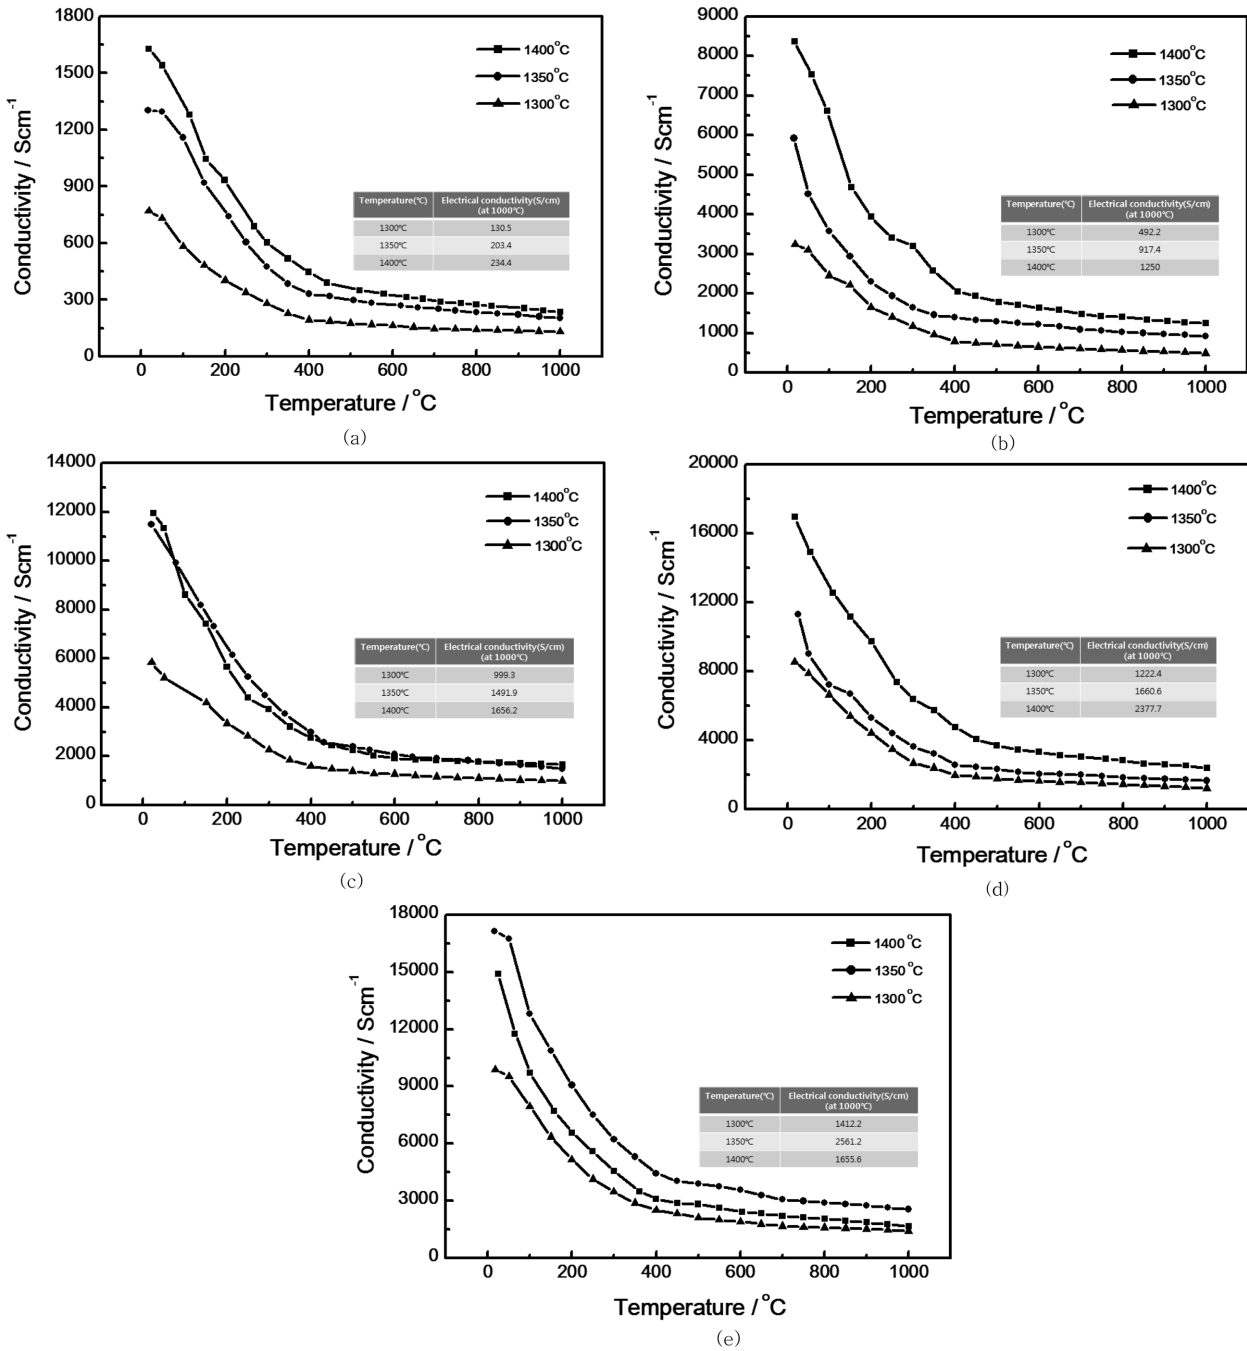 1800
1500
1200
900
600
300
0
Conductivity / Scm-1
1400°C
1350°C
1300°C
Temperature(℃) Electrical conductivity(S/cm)
(at 1000℃)
1300℃ 130.5
1350℃ 203.4
1400℃ 234.4
0 200 400 600 800 1000
Temperature / °C
(a)
9000
8000
7000
6000
5000
4000
3000
2000
1000
0
Conductivity / Scm-1
1400°C
1350°C
1300°C
Temperature(℃) Electrical conductivity(S/cm)
(at 1000℃)
1300℃ 492.2
1350℃ 917.4
1400℃ 1250
0 200 400 600 800 1000
Temperature / °C
(b)
14000
12000
10000
8000
6000
4000
2000
0
Conductivity / Scm-1
1400°C
1350°C
1300°C
Temperature(℃) Electrical conductivity(S/cm)
(at 1000℃)
1300℃ 999.3
1350℃ 1491.9
1400℃ 1656.2
0 200 400 600 800 1000
Temperature / °C
(c)
20000
16000
12000
8000
4000
0
Conductivity / Scm-1
1400°C
1350°C
1300°C
Temperature(℃) Electrical conductivity(S/cm)
(at 1000℃)
1300℃ 1222.4
1350℃ 1660.6
1400℃ 2377.7
0 200 400 600 800 1000
Temperature / °C
(d)
18000
15000
12000
9000
6000
3000
0
Conductivity / Scm-1
1400°C
1350°C
1300°C
Temperature(℃) Electrical conductivity(S/cm)
(at 1000℃)
1300℃ 1412.2
1350℃ 2561.2
1400℃ 1655.6
0 200 400 600 800 1000
Temperature / °C
(e)